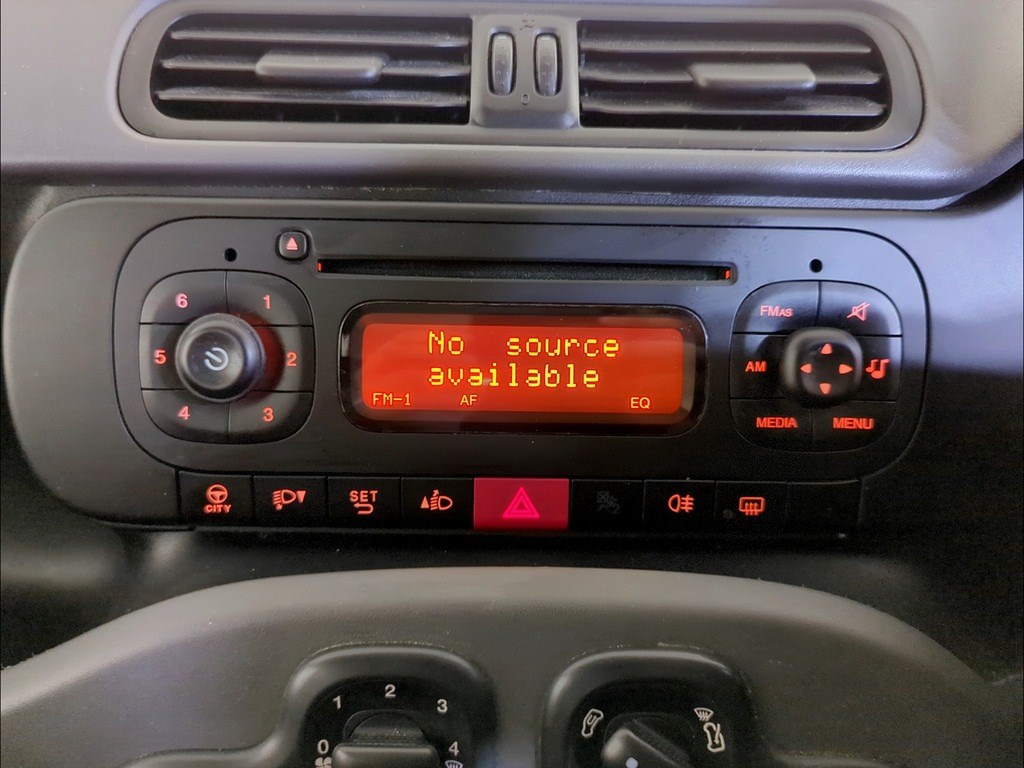 0
6 1
5 2
4 3
No source
available
FM-1 AF EQ
FMAS
AM
MEDIA MENU
CITY
SET
1 2 3
0 4